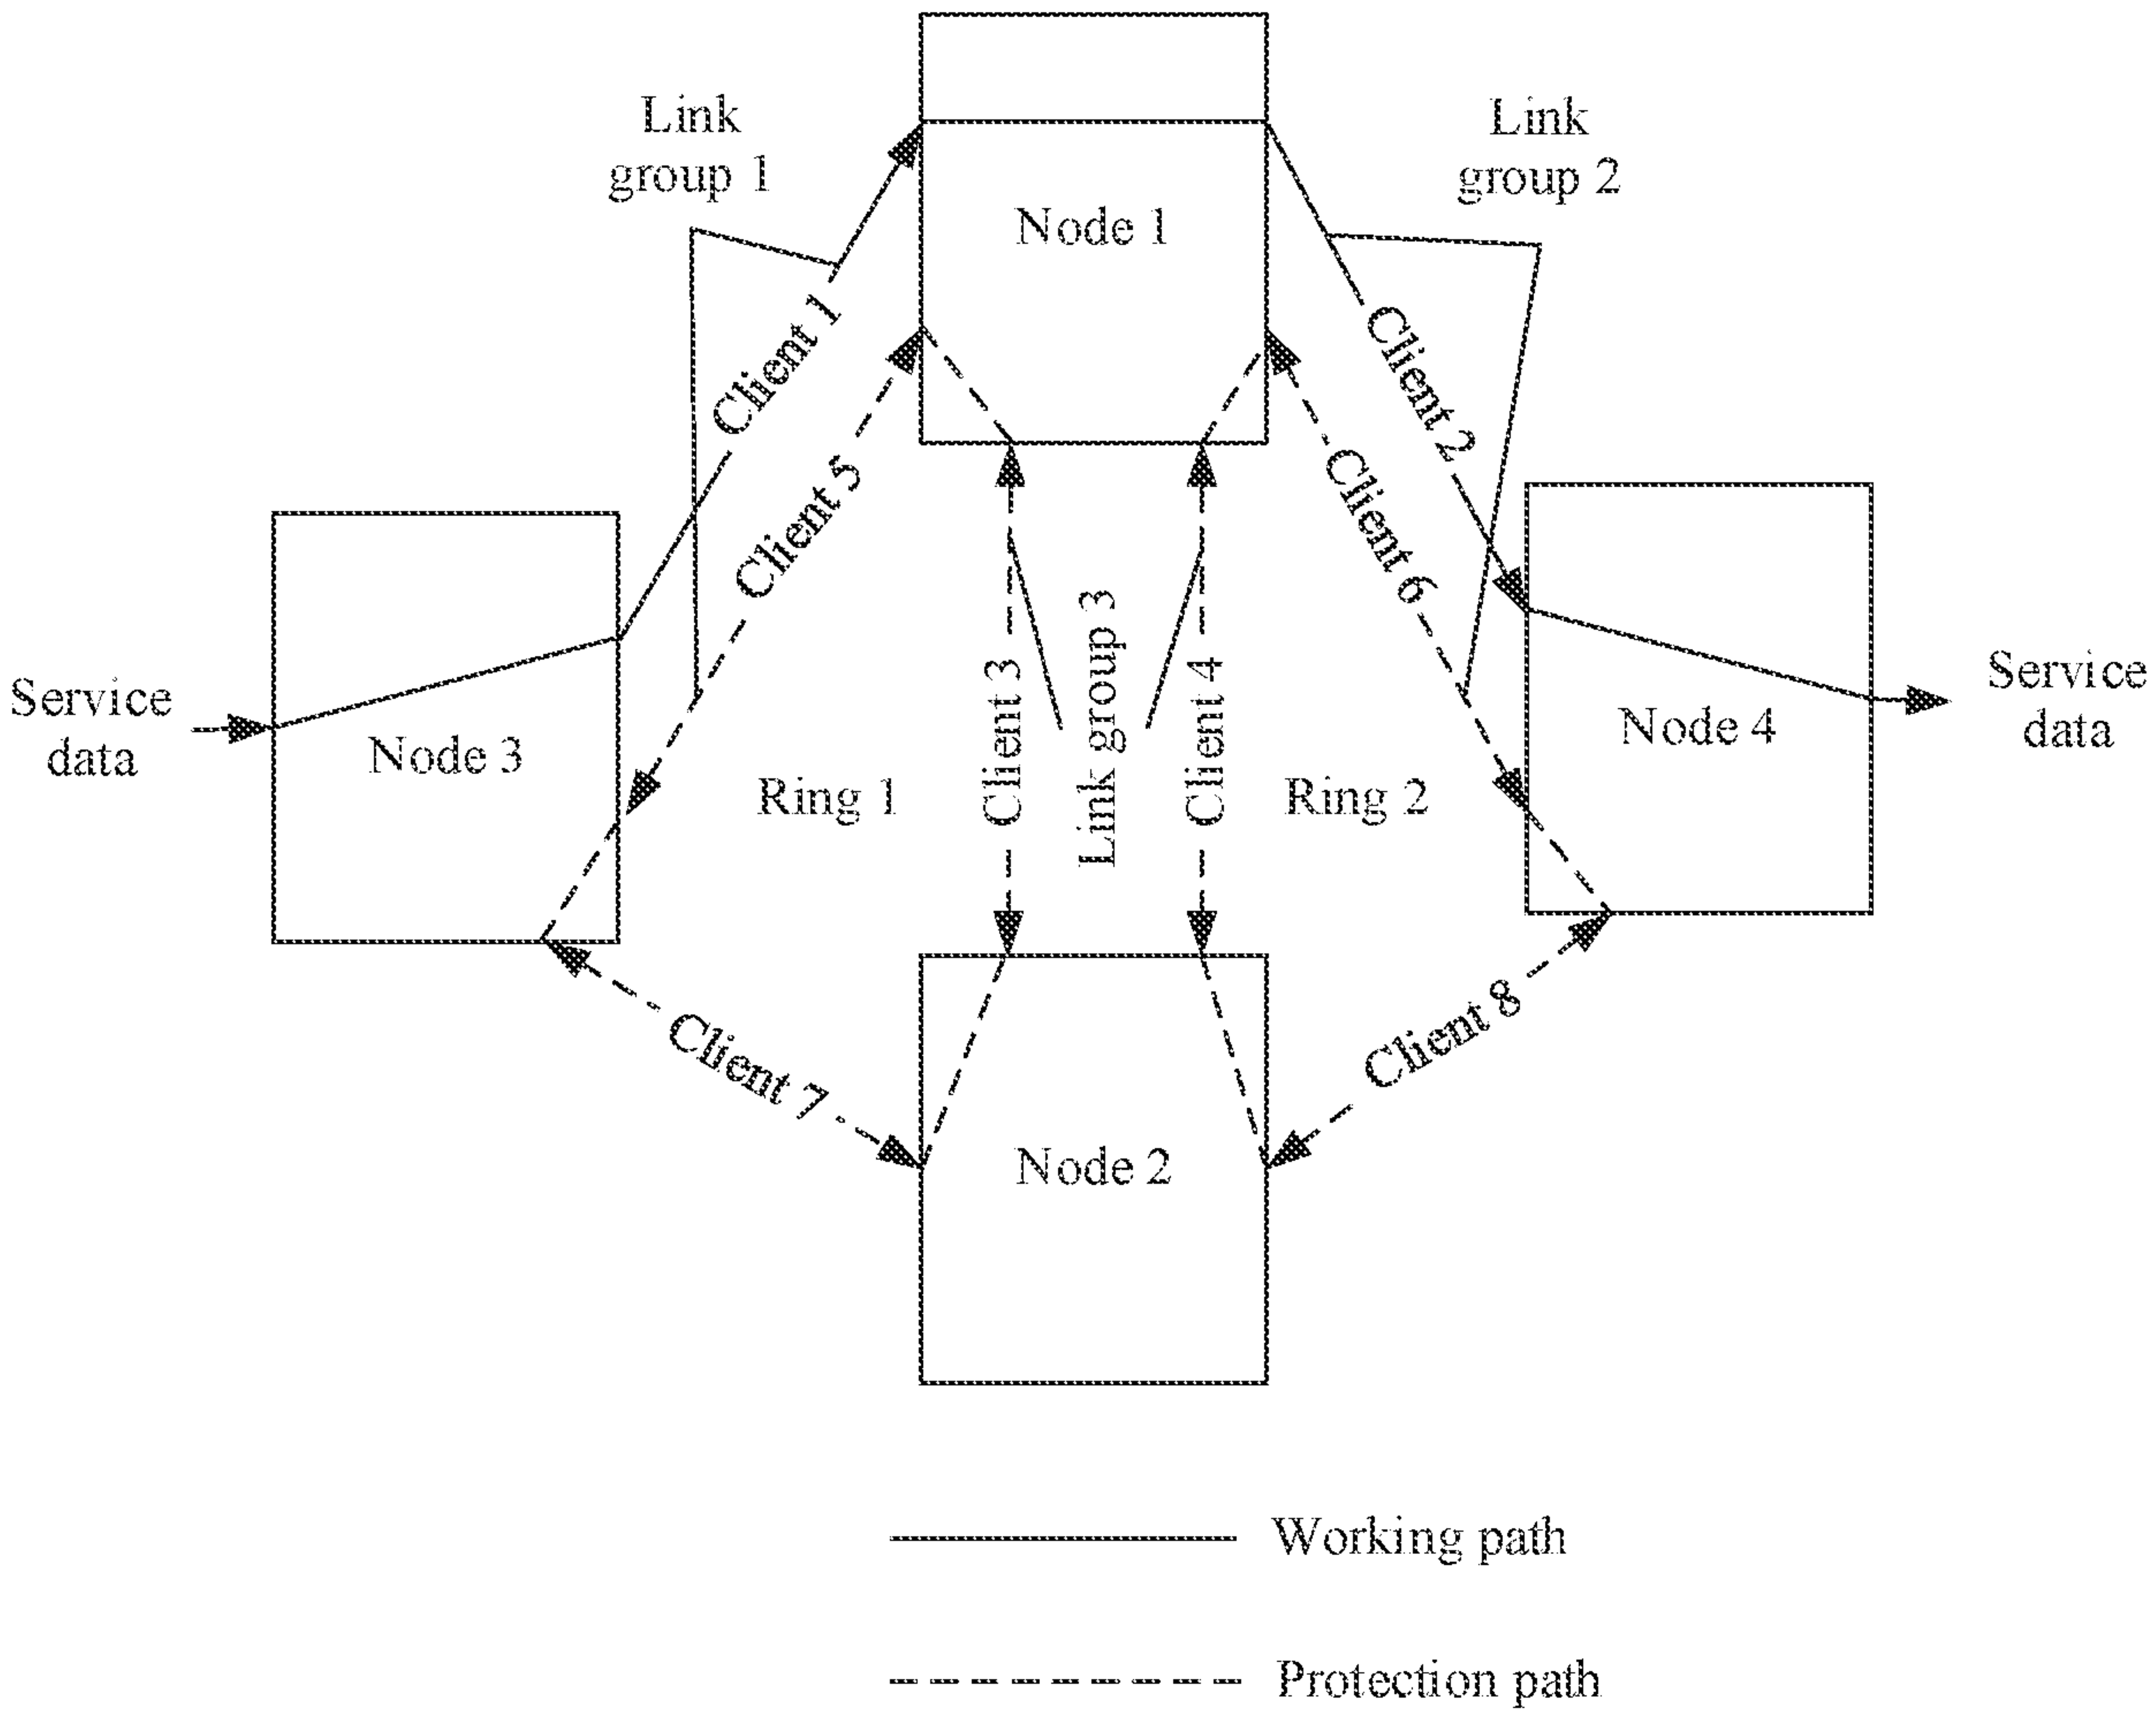 Link
group 1
Link
group 2
Node 1
Client 1
Client 2
Client 5
Client 6
Service
data
Node 3
Ring 1
Client 3
Link group 3
Client 4
Ring 2
Node 4
Service
data
Client 7
Client 8
Node 2
Working path
Protection path